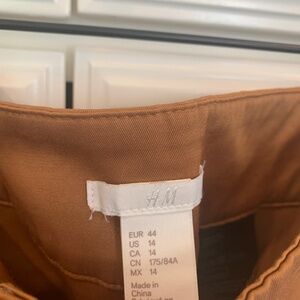 H&M
EUR 44
US 14
CA 14
CN 175/84A
MX 14
Made in
China